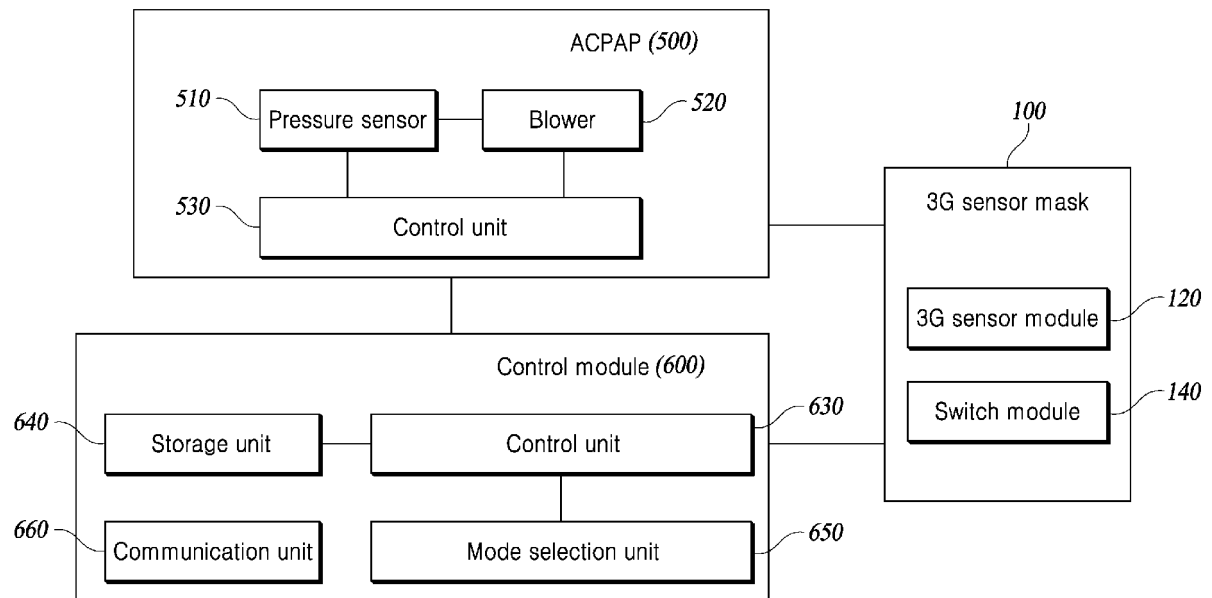 ACPAP (500)
510
Pressure sensor
Blower
520
530
Control unit
100
3G sensor mask
3G sensor module
120
Switch module
140
Control module (600)
640
Storage unit
Control unit
630
660
Communication unit
Mode selection unit
650